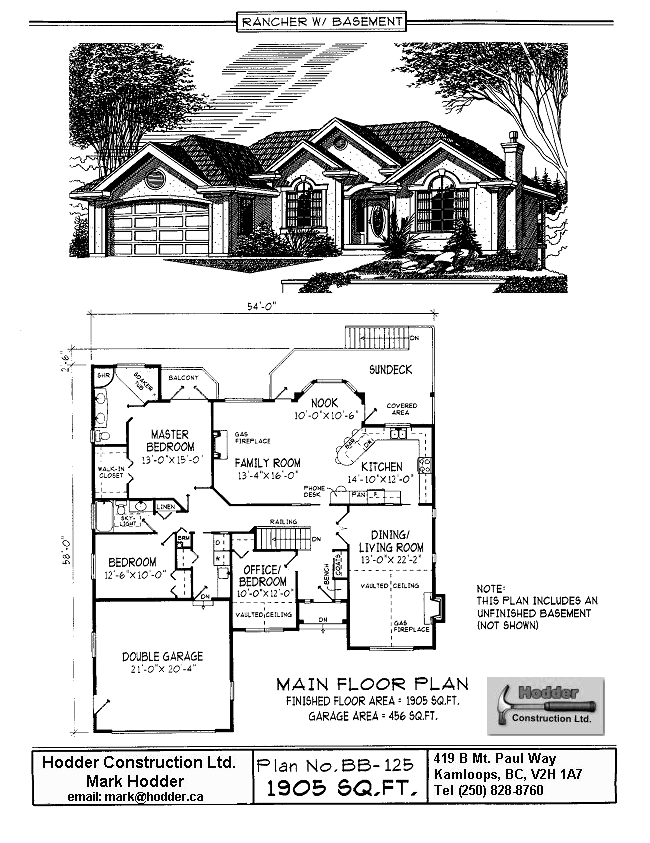 RANCHER W/ BASEMENT
54'-0"
2'-6"
58'-0"
DN
SUNDECK
SHR
SOAKER
TUB
BALCONY
NOOK
10'-0"X10'-6"
COVERED
AREA
MASTER
BEDROOM
13'-0"X15'-0"
GAS
FIREPLACE
BAR
D/W
FAMILY ROOM
13'-4"X16'-0"
KITCHEN
14'-10"X12'-0"
WALK-IN
CLOSET
PHONE
DESK
PAN
F
LINEN
SKY-
LIGHT
RAILING
DN
BRM
DINING/
LIVING ROOM
13'-0"X 22'-2"
BEDROOM
12'-6"X10'-0"
D
W
OFFICE/
BEDROOM
10'-0"X12'-0"
BENCH
COATS
VAULTED CEILING
DN
VAULTED CEILING
DN
GAS
FIREPLACE
NOTE:
THIS PLAN INCLUDES AN
UNFINISHED BASEMENT
(NOT SHOWN)
DOUBLE GARAGE
21'-0"X 20'-4"
MAIN FLOOR PLAN
FINISHED FLOOR AREA = 1905 SQ.FT.
GARAGE AREA = 456 SQ.FT.
Hodder
Construction Ltd.
Hodder Construction Ltd.
Mark Hodder
email: mark@hodder.ca
Plan No. BB-125
1905 SQ.FT.
419 B Mt. Paul Way
Kamloops, BC, V2H 1A7
Tel (250) 828-8760